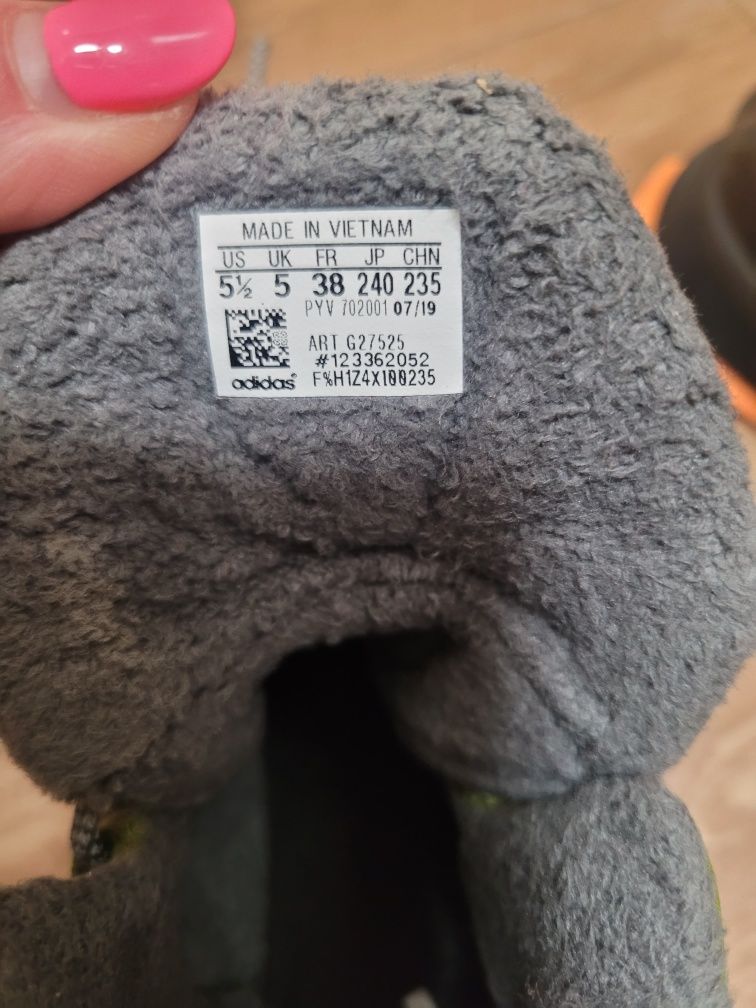 MADE IN VIETNAM
US UK FR JP CHN
5½ 5 38 240 235
PYV 702001 07/19
ART G27525
#123362052
adidas® F%H1Z4X100235